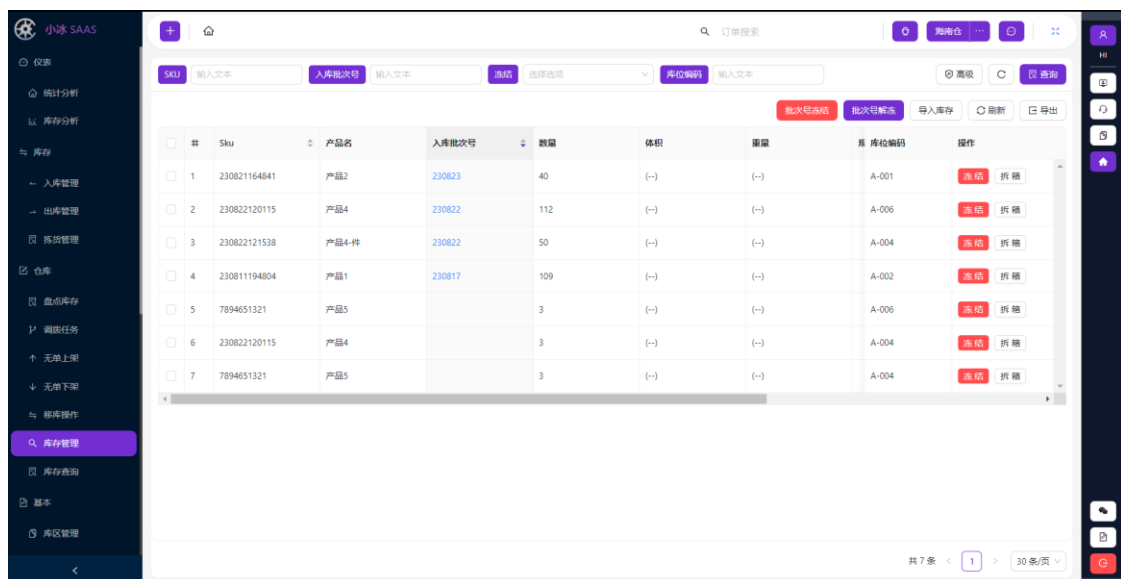 小冰 SAAS
订单搜索
海南仓 ···
HI
仪表
统计分析
库存分析
库存
入库管理
出库管理
拣货管理
仓库
盘点库存
调拨任务
无单上架
无单下架
移库操作
库存管理
库存查询
基本
库区管理
SKU 输入文本 入库批次号 输入文本 冻结 选择选项 库位编码 输入文本 高级 查询
批次号冻结 批次号解冻 导入库存 刷新 导出
# Sku 产品名 入库批次号 数量 体积 重量 库位编码 操作
1 230821164841 产品2 230823 40 (--) (--) A-001 冻结 拆箱
2 230822120115 产品4 230822 112 (--) (--) A-006 冻结 拆箱
3 230822121538 产品4-件 230822 50 (--) (--) A-004 冻结 拆箱
4 230811194804 产品1 230817 109 (--) (--) A-002 冻结 拆箱
5 7894651321 产品5 3 (--) (--) A-006 冻结 拆箱
6 230822120115 产品4 3 (--) (--) A-004 冻结 拆箱
7 7894651321 产品5 3 (--) (--) A-004 冻结 拆箱
共 7 条 < 1 > 30 条/页